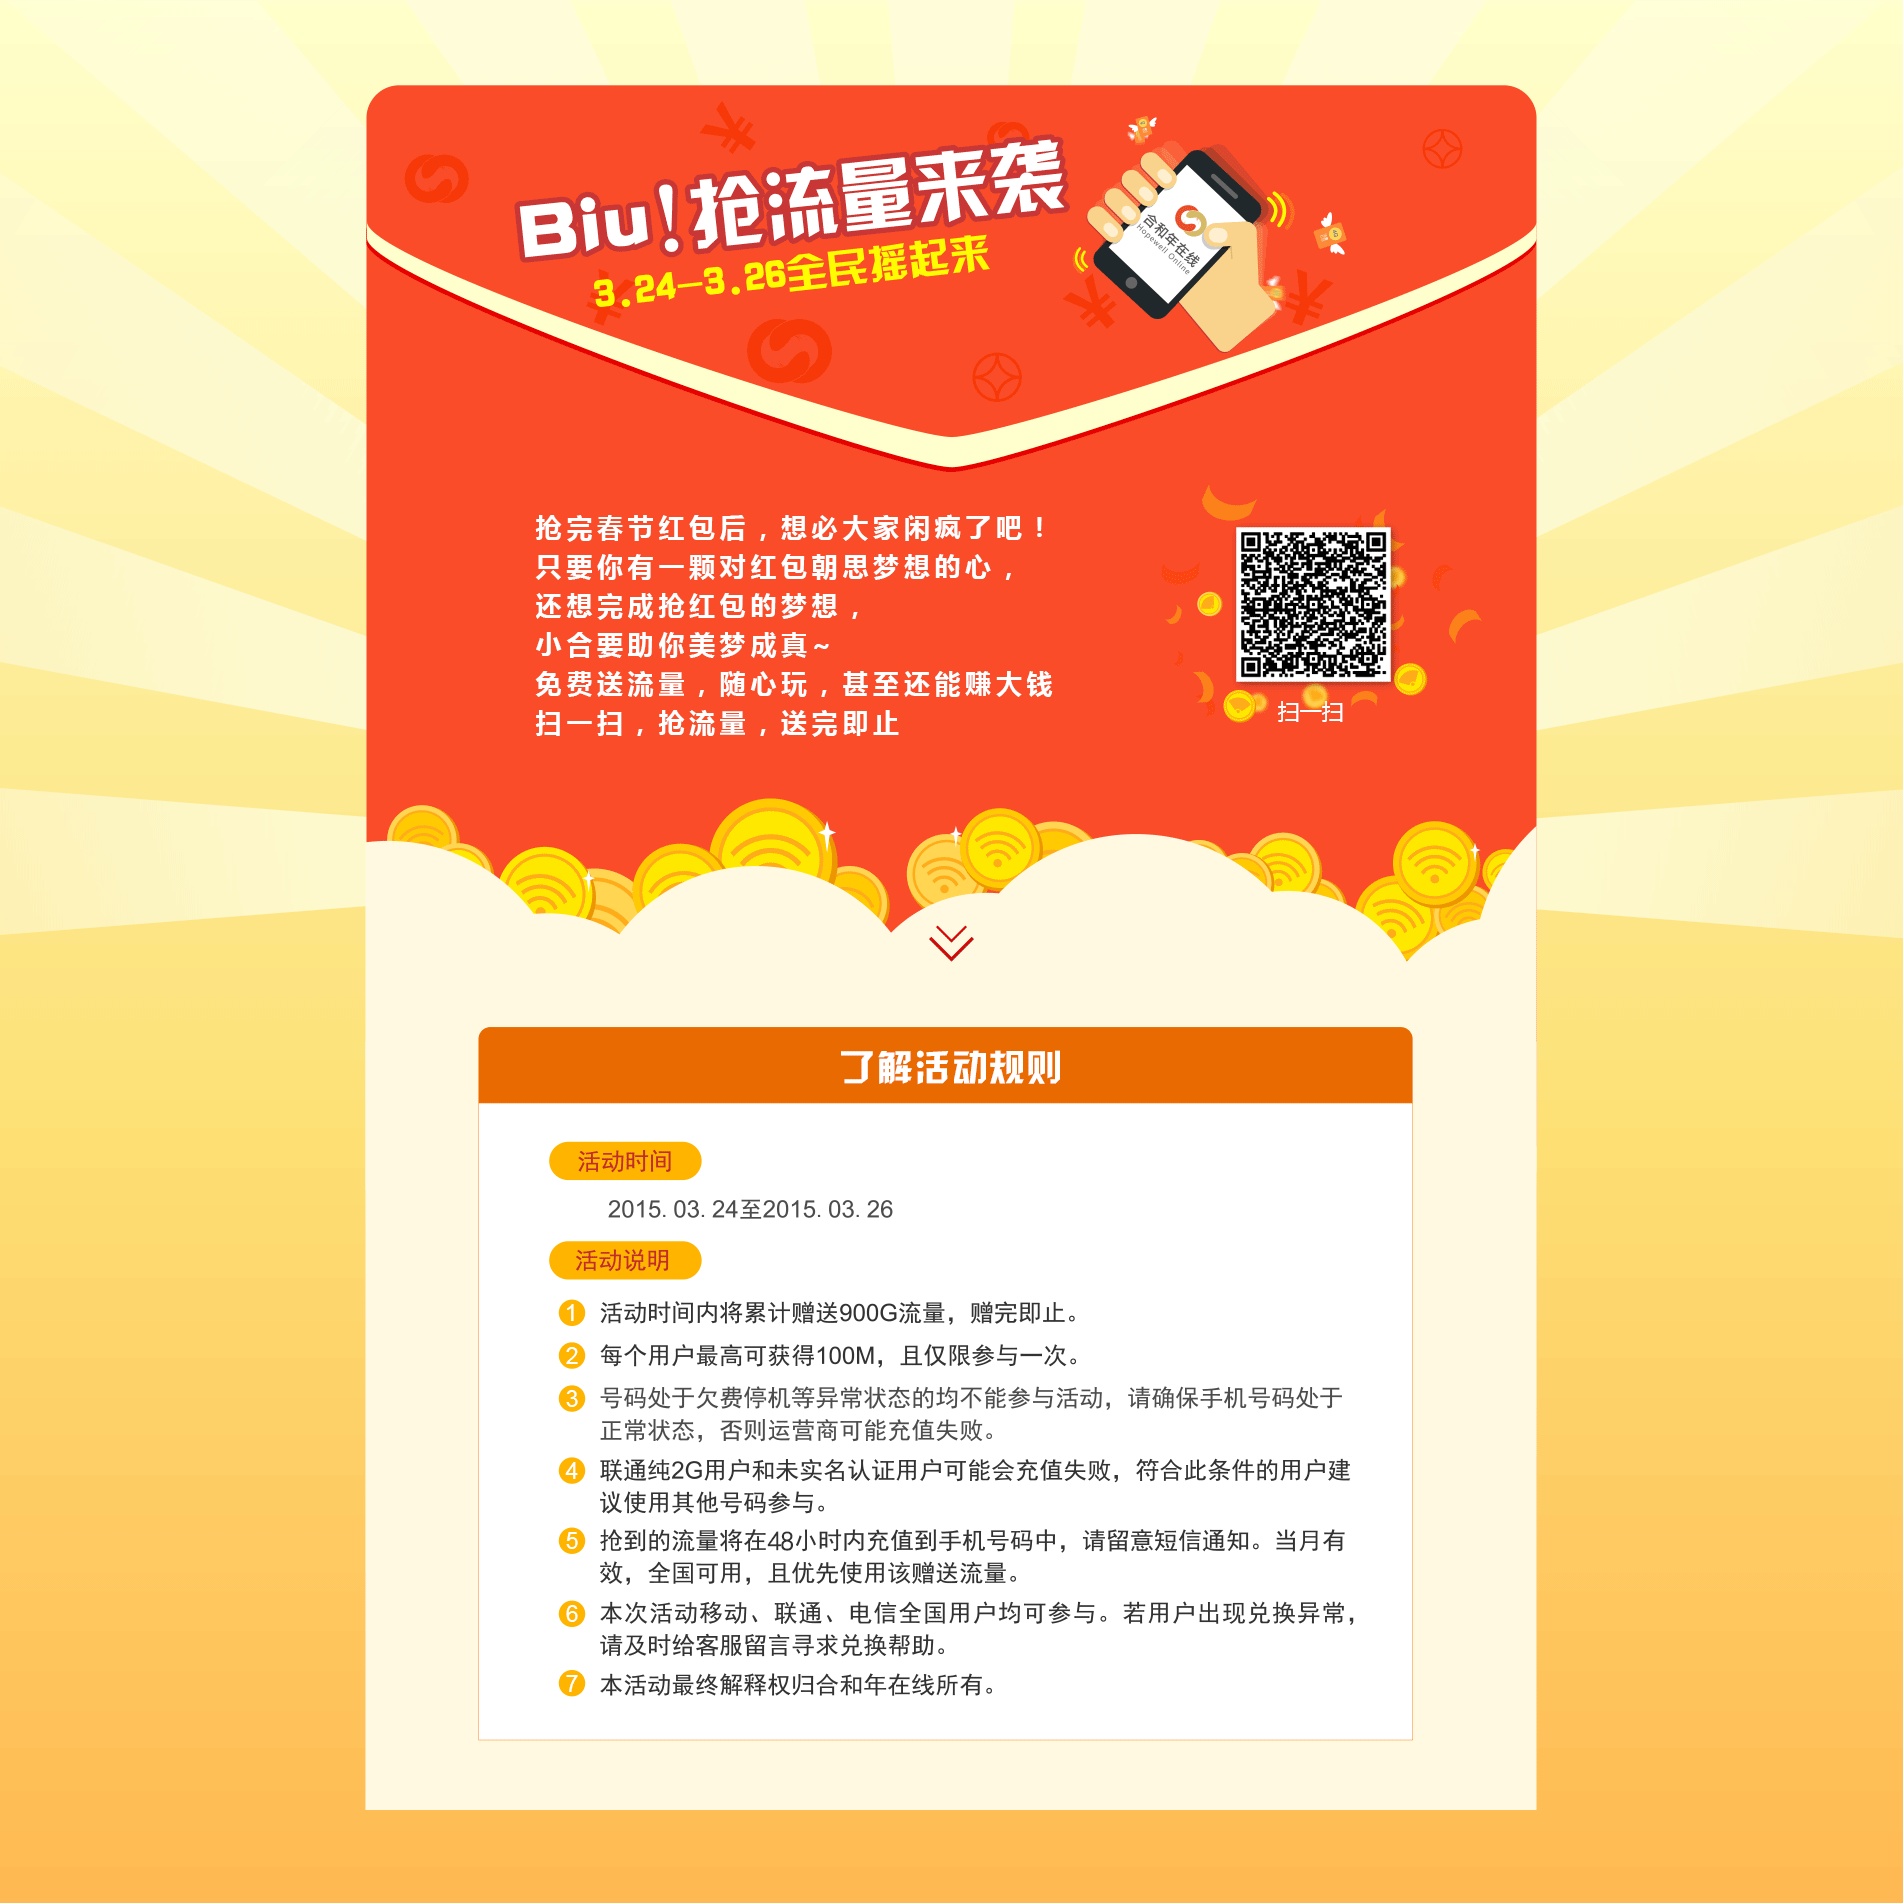 Biu!抢流量来袭
3.24-3.26全民摇起来
合和年在线
Hopewell Online
抢完春节红包后，想必大家闲疯了吧！
只要你有一颗对红包朝思梦想的心，
还想完成抢红包的梦想，
小合要助你美梦成真~
免费送流量，随心玩，甚至还能赚大钱
扫一扫，抢流量，送完即止
扫一扫
了解活动规则
活动时间
2015. 03. 24至2015. 03. 26
活动说明
1 活动时间内将累计赠送900G流量，赠完即止。
2 每个用户最高可获得100M，且仅限参与一次。
3 号码处于欠费停机等异常状态的均不能参与活动，请确保手机号码处于
正常状态，否则运营商可能充值失败。
4 联通纯2G用户和未实名认证用户可能会充值失败，符合此条件的用户建
议使用其他号码参与。
5 抢到的流量将在48小时内充值到手机号码中，请留意短信通知。当月有
效，全国可用，且优先使用该赠送流量。
6 本次活动移动、联通、电信全国用户均可参与。若用户出现兑换异常，
请及时给客服留言寻求兑换帮助。
7 本活动最终解释权归合和年在线所有。